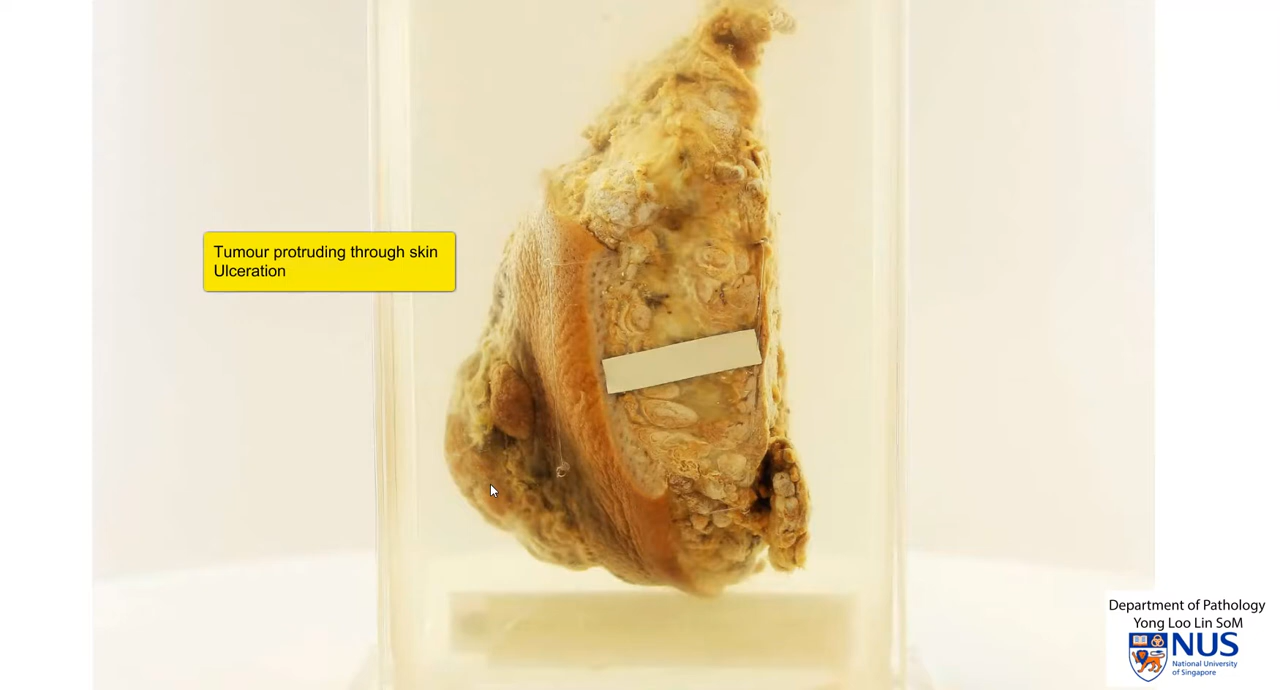 Tumour protruding through skin
Ulceration
Department of Pathology
Yong Loo Lin SoM
NUS
National University
of Singapore